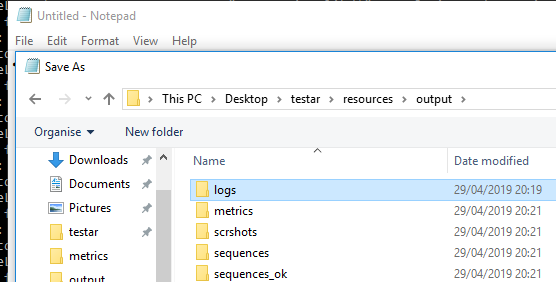 Untitled - Notepad
File Edit Format View Help
Save As
This PC > Desktop > testar > resources > output >
Organise New folder
Name Date modified
Downloads
Documents
Pictures
testar
metrics
output
logs 29/04/2019 20:19
metrics 29/04/2019 20:21
scrshots 29/04/2019 20:21
sequences 29/04/2019 20:21
sequences_ok 29/04/2019 20:21